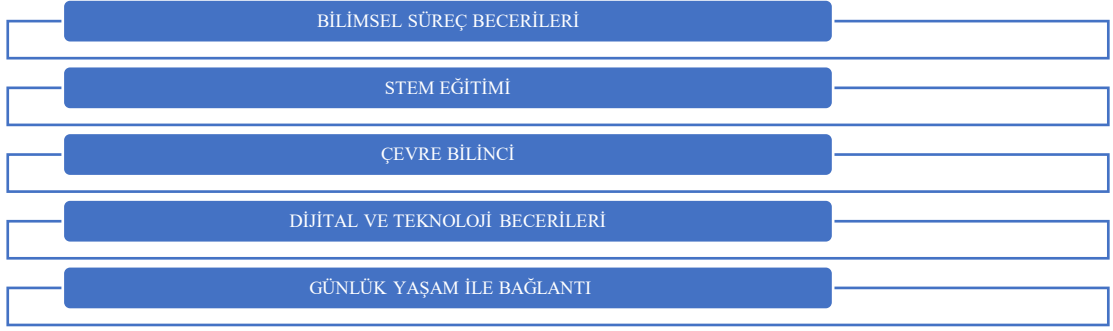 BİLİMSEL SÜREÇ BECERİLERİ
STEM EĞİTİMİ
ÇEVRE BİLİNCİ
DİJİTAL VE TEKNOLOJİ BECERİLERİ
GÜNLÜK YAŞAM İLE BAĞLANTI